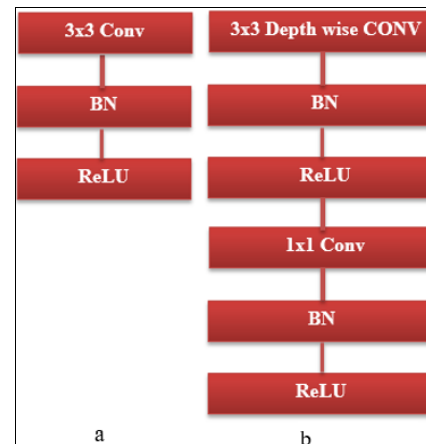 3x3 Conv
BN
ReLU
a
3x3 Depth wise CONV
BN
ReLU
1x1 Conv
BN
ReLU
b